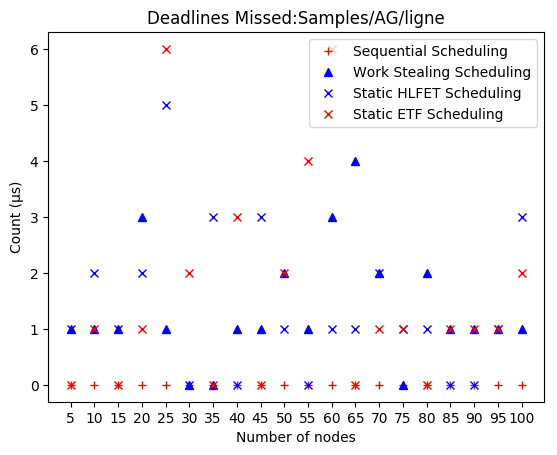 Deadlines Missed:Samples/AG/ligne
6
5
4
3
2
1
0
Count (µs)
Sequential Scheduling
Work Stealing Scheduling
Static HLFET Scheduling
Static ETF Scheduling
5 10 15 20 25 30 35 40 45 50 55 60 65 70 75 80 85 90 95 100
Number of nodes